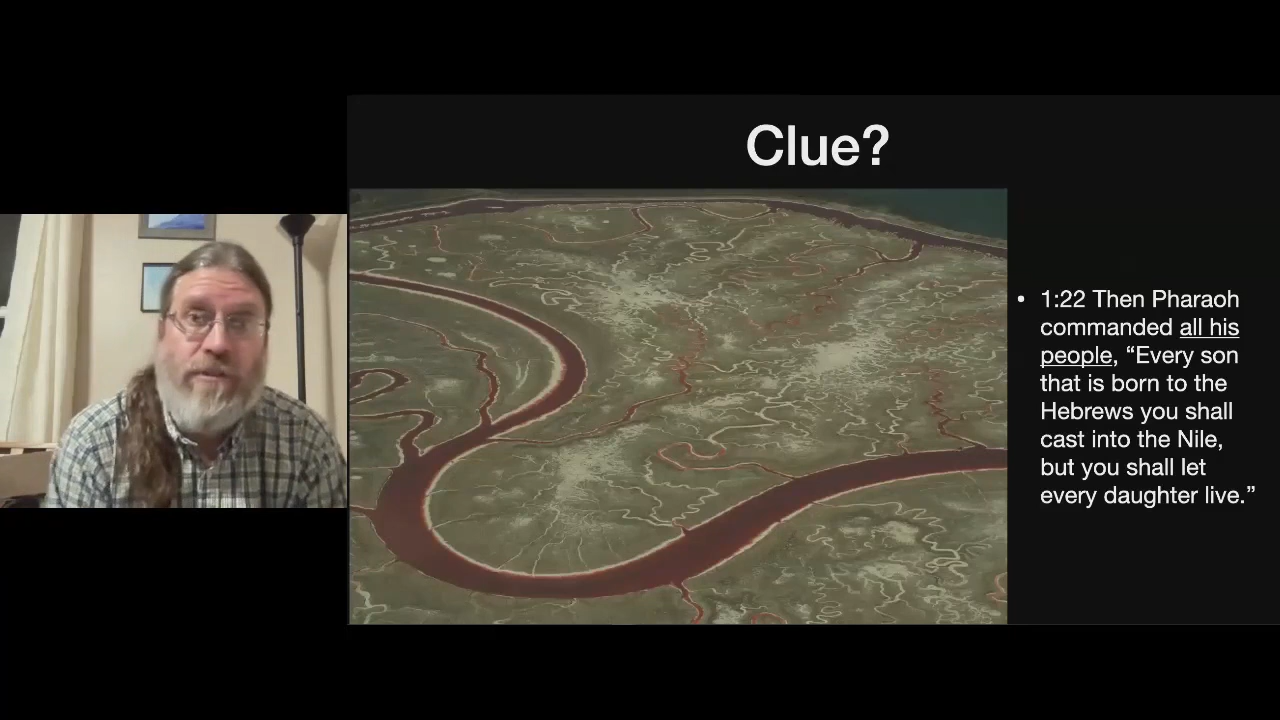 Clue?
• 1:22 Then Pharaoh
commanded all his
people, “Every son
that is born to the
Hebrews you shall
cast into the Nile,
but you shall let
every daughter live.”